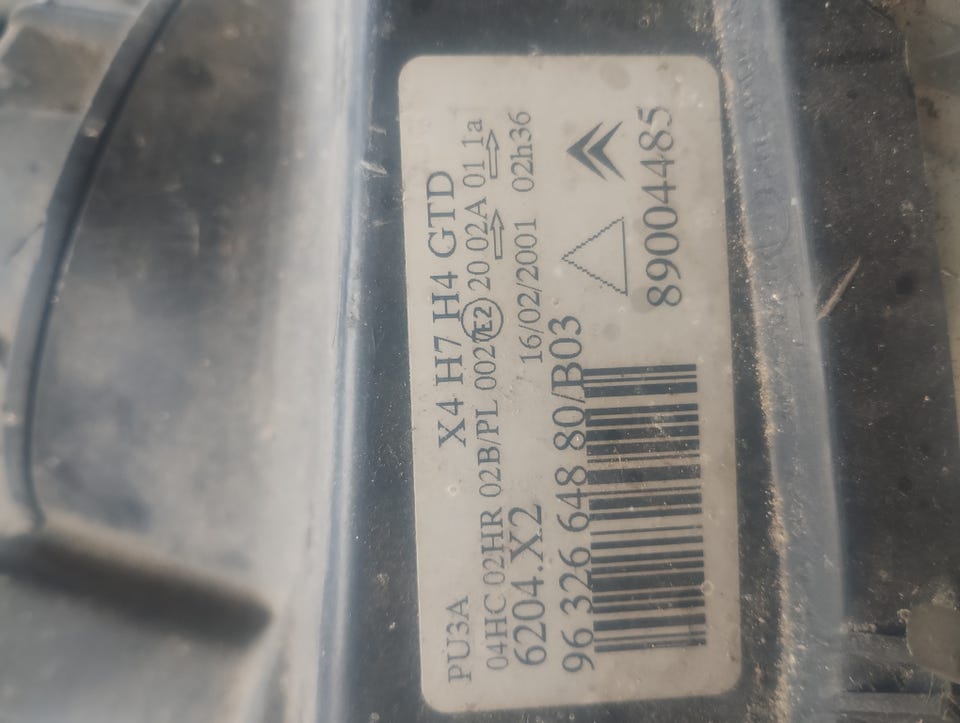 PU3A X4 H7 H4 GTD
04HC 02HR 02B/PL 002 E2 20 02A 01 1a
6204.X2 16/02/2001 02h36
96 326 648 80/B03
89004485